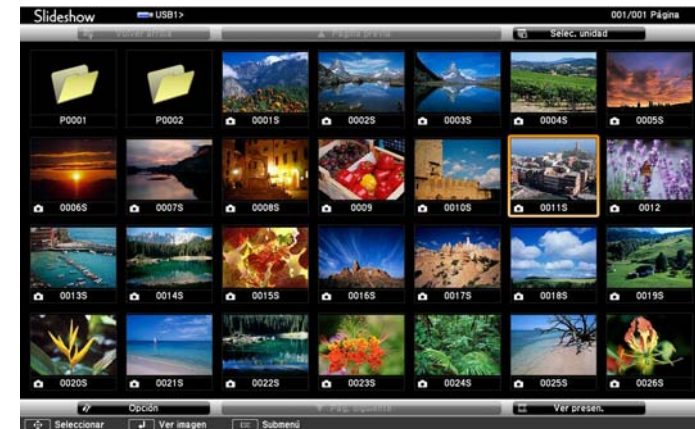 Slideshow USB1> 001/001 Página
Volver arriba ▲ Página previa Selec. unidad
P0001 P0002 0001S 0002S 0003S 0004S 0005S
0006S 0007S 0008S 0009 0010S 0011S 0012
0013S 0014S 0015S 0016S 0017S 0018S 0019S
0020S 0021S 0022S 0023S 0024S 0025S 0026S
Opción ▼ Pág. siguiente Ver presen.
Seleccionar Ver imagen Esc Submenú